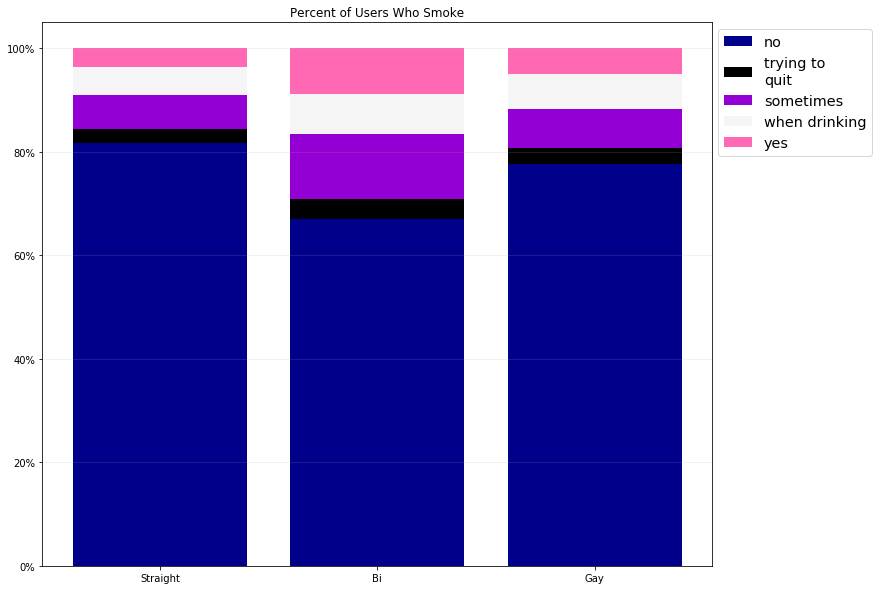 Percent of Users Who Smoke
100%
80%
60%
40%
20%
0%
Straight
Bi
Gay
no
trying to
quit
sometimes
when drinking
yes